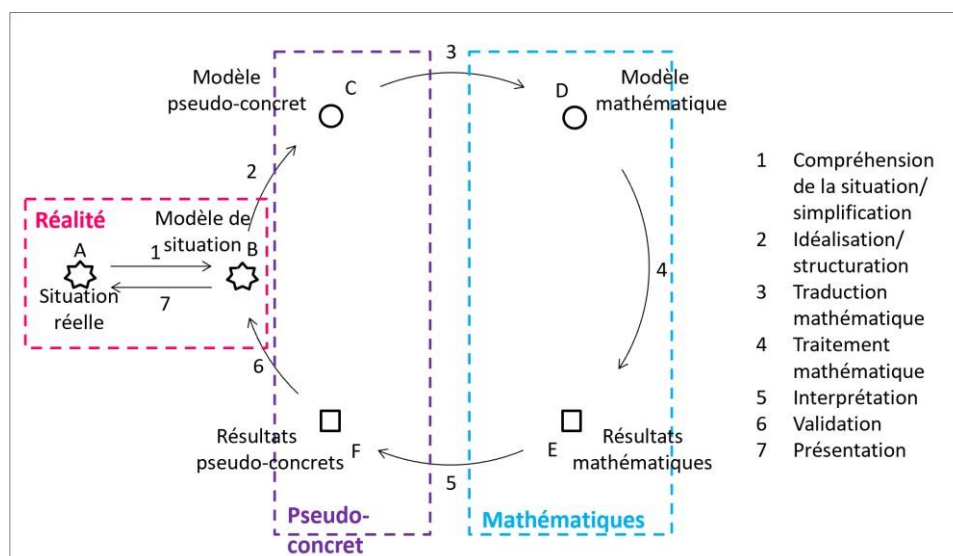 3
Modèle
pseudo-concret
C
D
Modèle
mathématique
2
Réalité
Modèle de
situation
A
1
B
Situation
réelle
7
4
6
Résultats
pseudo-concrets
F
E
Résultats
mathématiques
5
Pseudo-
concret
Mathématiques
1 Compréhension
de la situation/
simplification
2 Idéalisation/
structuration
3 Traduction
mathématique
4 Traitement
mathématique
5 Interprétation
6 Validation
7 Présentation